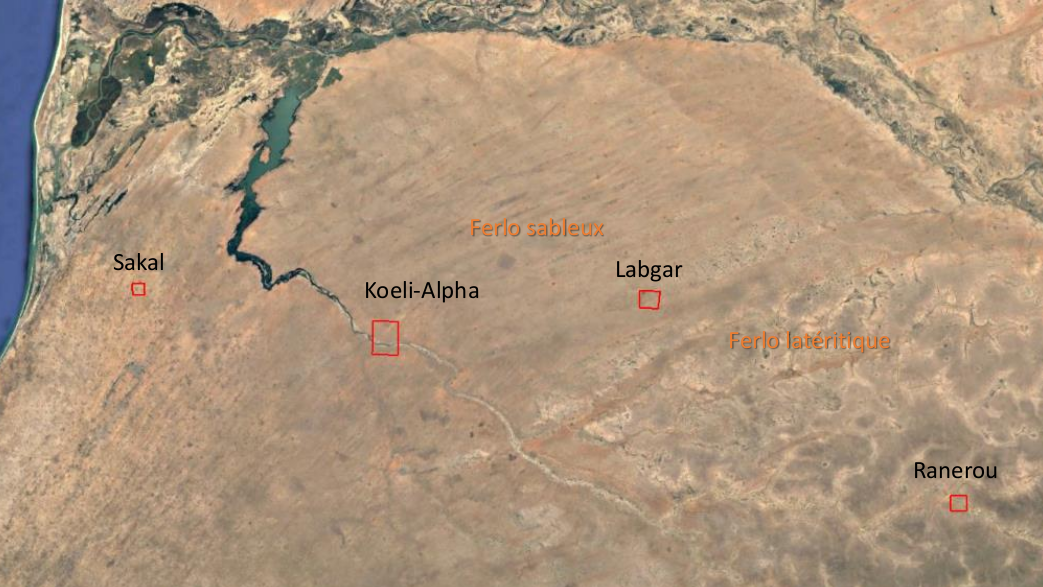 Ferlo sableux
Sakal
Labgar
Koeli-Alpha
Ferlo latéritique
Ranerou